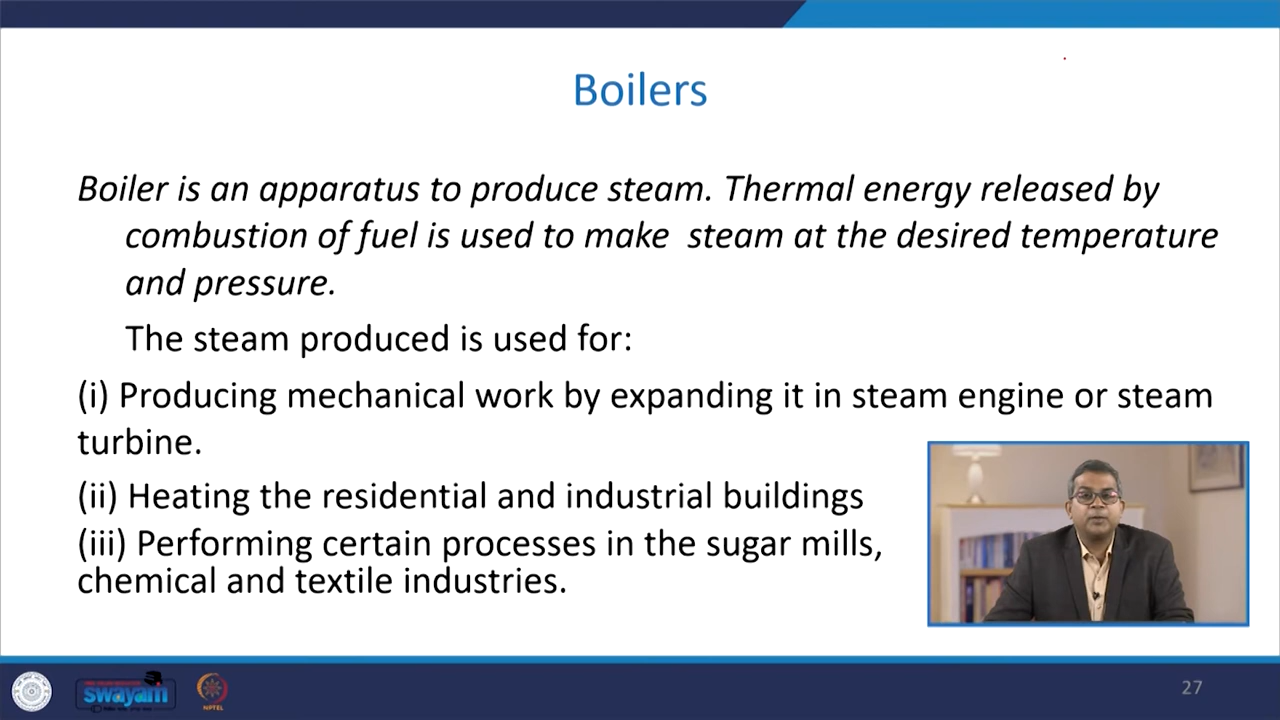 Boilers
Boiler is an apparatus to produce steam. Thermal energy released by
combustion of fuel is used to make steam at the desired temperature
and pressure.
The steam produced is used for:
(i) Producing mechanical work by expanding it in steam engine or steam
turbine.
(ii) Heating the residential and industrial buildings
(iii) Performing certain processes in the sugar mills,
chemical and textile industries.
swayam
NPTEL
27